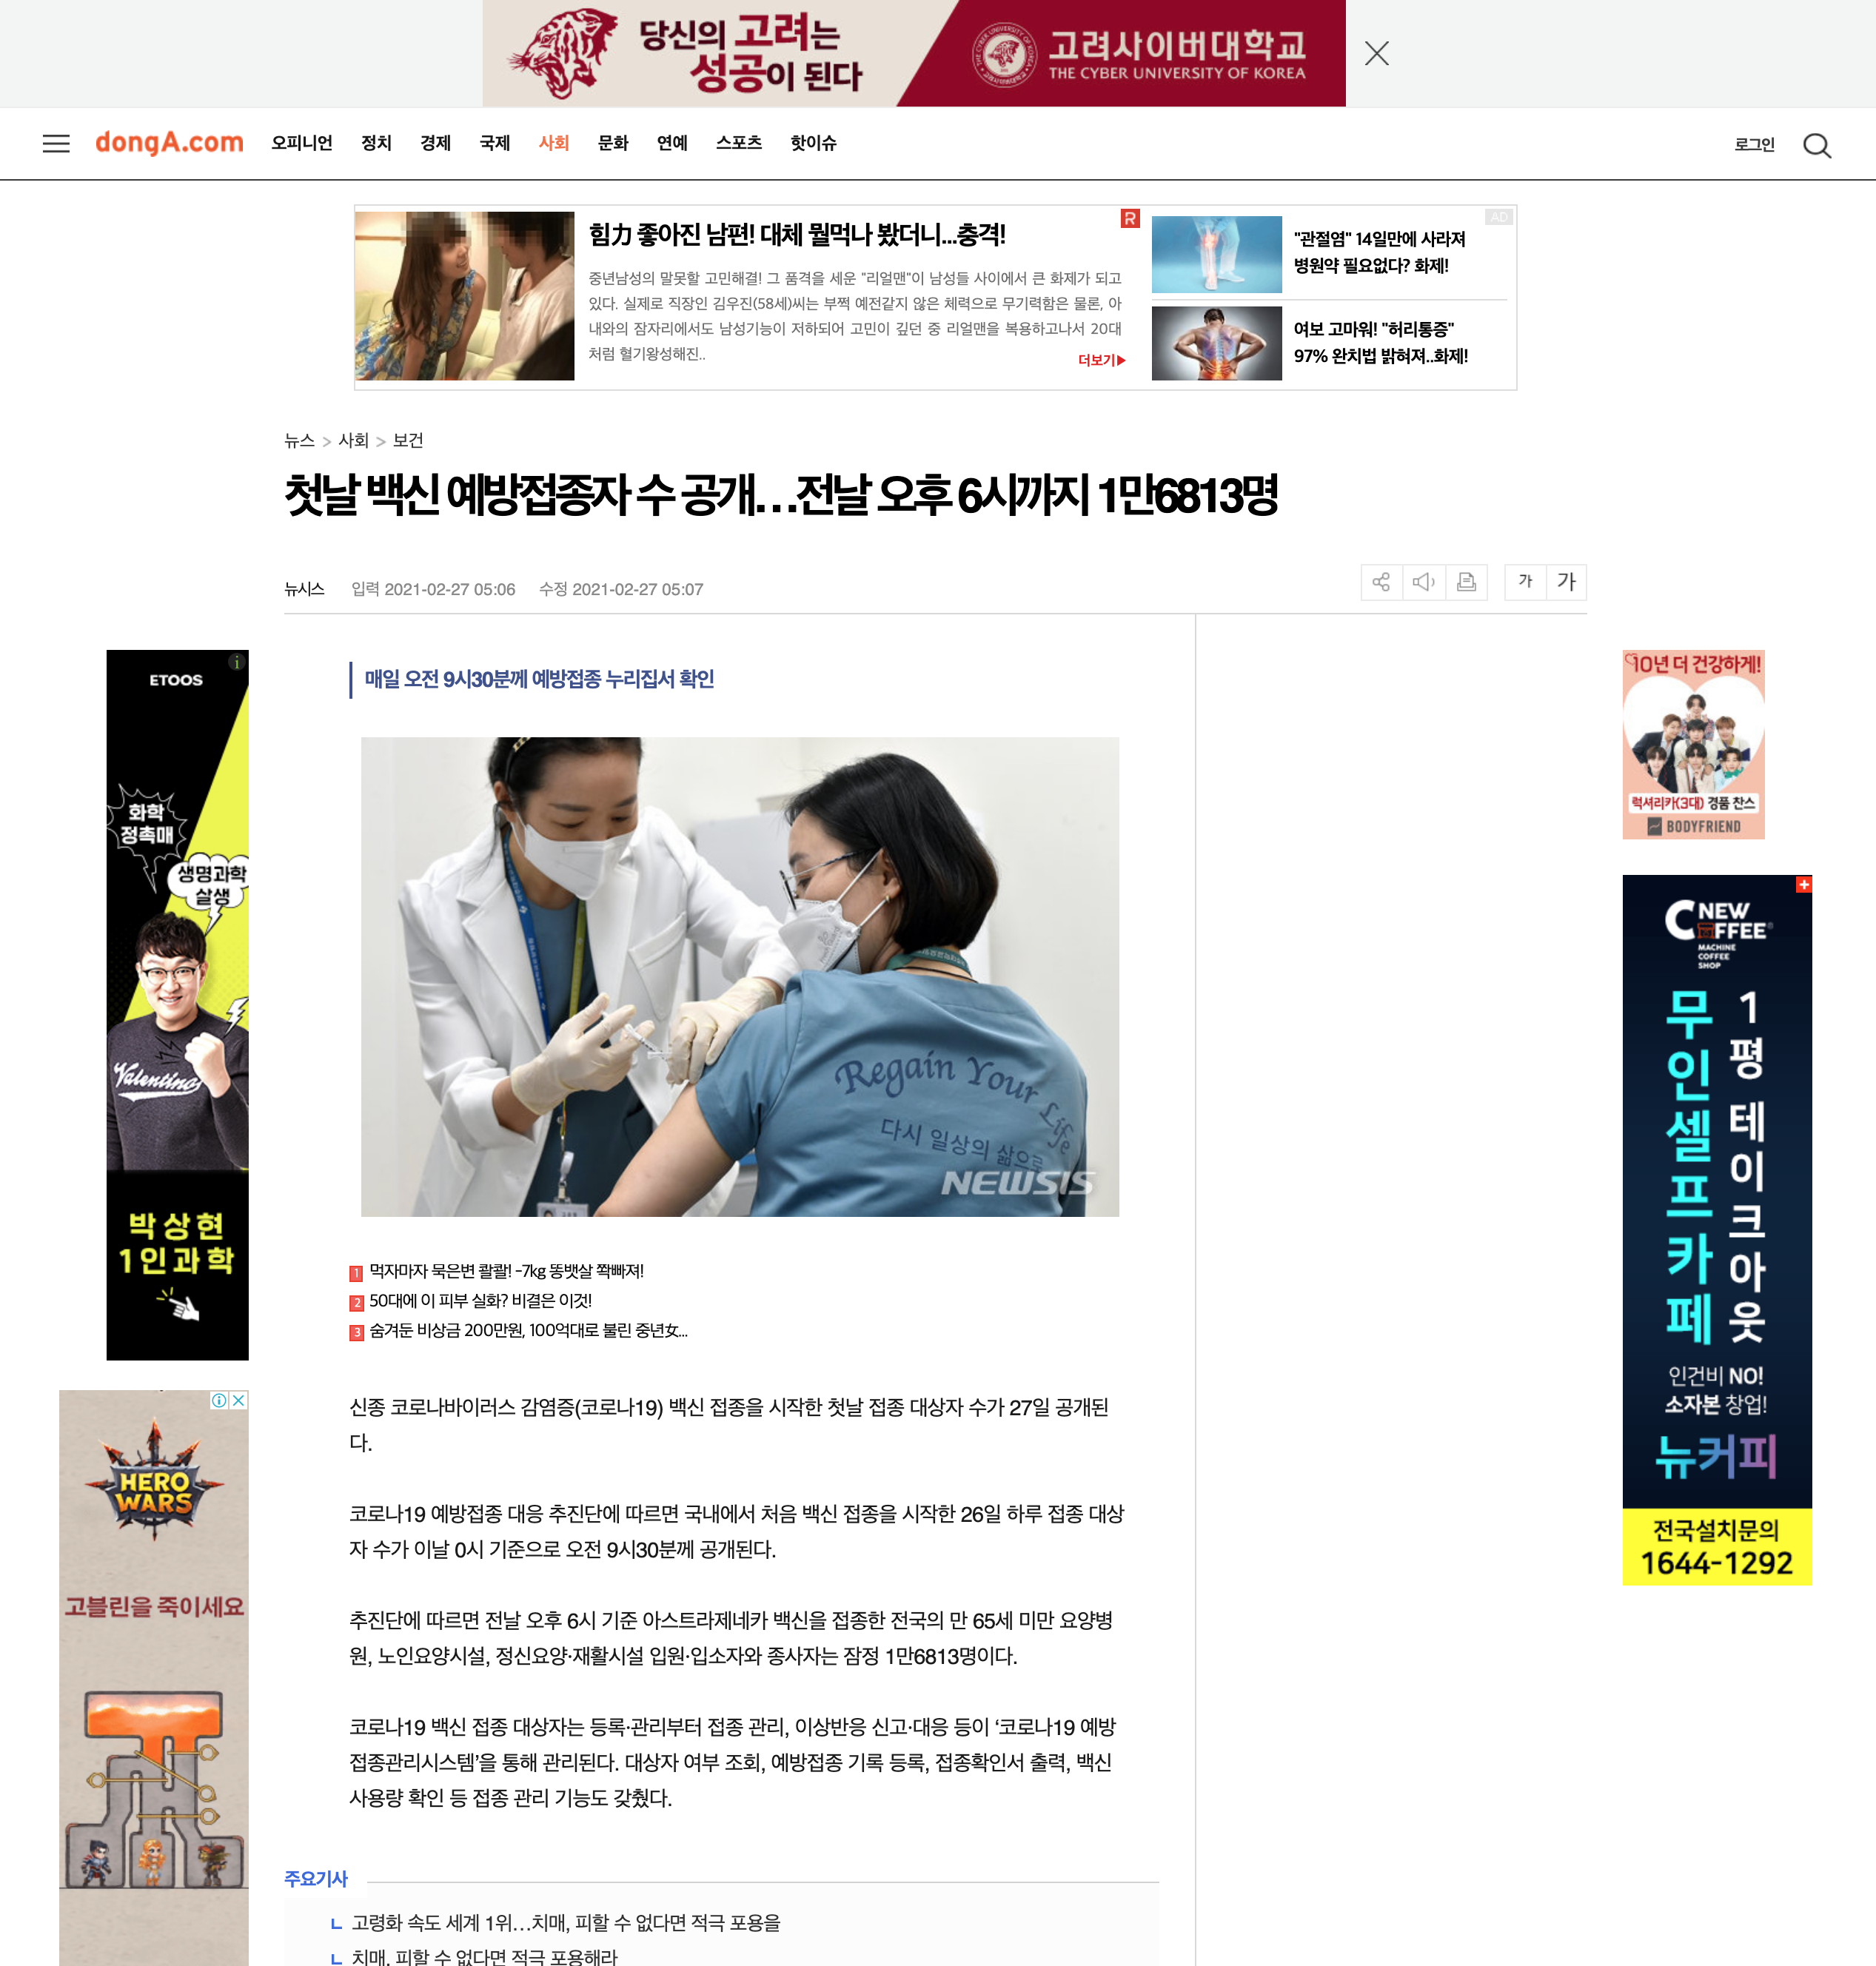 당신의 고려는
성공이 된다
고려사이버대학교
THE CYBER UNIVERSITY OF KOREA
dongA.com 오피니언 정치 경제 국제 사회 문화 연예 스포츠 핫이슈 로그인
힘力 좋아진 남편! 대체 뭘먹나 봤더니...충격!
R
중년남성의 말못할 고민해결! 그 품격을 세운 "리얼맨"이 남성들 사이에서 큰 화제가 되고
있다. 실제로 직장인 김우진(58세)씨는 부쩍 예전같지 않은 체력으로 무기력함은 물론, 아
내와의 잠자리에서도 남성기능이 저하되어 고민이 깊던 중 리얼맨을 복용하고나서 20대
처럼 혈기왕성해진..
더보기▶
AD
"관절염" 14일만에 사라져
병원약 필요없다? 화제!
여보 고마워! "허리통증"
97% 완치법 밝혀져..화제!
뉴스 > 사회 > 보건
첫날 백신 예방접종자 수 공개…전날 오후 6시까지 1만6813명
뉴시스 입력 2021-02-27 05:06 수정 2021-02-27 05:07
가 가
매일 오전 9시30분께 예방접종 누리집서 확인
Regain Your Life
다시 일상의 삶으로
NEWSIS
1 먹자마자 묵은변 콸콸! -7kg 똥뱃살 쫙빠져!
2 50대에 이 피부 실화? 비결은 이것!
3 숨겨둔 비상금 200만원, 100억대로 불린 중년女...
신종 코로나바이러스 감염증(코로나19) 백신 접종을 시작한 첫날 접종 대상자 수가 27일 공개된
다.
코로나19 예방접종 대응 추진단에 따르면 국내에서 처음 백신 접종을 시작한 26일 하루 접종 대상
자 수가 이날 0시 기준으로 오전 9시30분께 공개된다.
추진단에 따르면 전날 오후 6시 기준 아스트라제네카 백신을 접종한 전국의 만 65세 미만 요양병
원, 노인요양시설, 정신요양·재활시설 입원·입소자와 종사자는 잠정 1만6813명이다.
코로나19 백신 접종 대상자는 등록·관리부터 접종 관리, 이상반응 신고·대응 등이 ‘코로나19 예방
접종관리시스템’을 통해 관리된다. 대상자 여부 조회, 예방접종 기록 등록, 접종확인서 출력, 백신
사용량 확인 등 접종 관리 기능도 갖췄다.
주요기사
고령화 속도 세계 1위…치매, 피할 수 없다면 적극 포용을
치매, 피할 수 없다면 적극 포용해라
ETOOS
화학
정촉매
생명과학
살생
Valentino
박상현
1인과학
HERO
WARS
고블린을 죽이세요
10년 더 건강하게!
럭셔리카(3대) 경품 찬스
BODYFRIEND
NEW
COFFEE
MACHINE
COFFEE
SHOP
1평 테이크아웃
무인셀프카페
인건비 NO!
소자본 창업!
뉴커피
전국설치문의
1644-1292